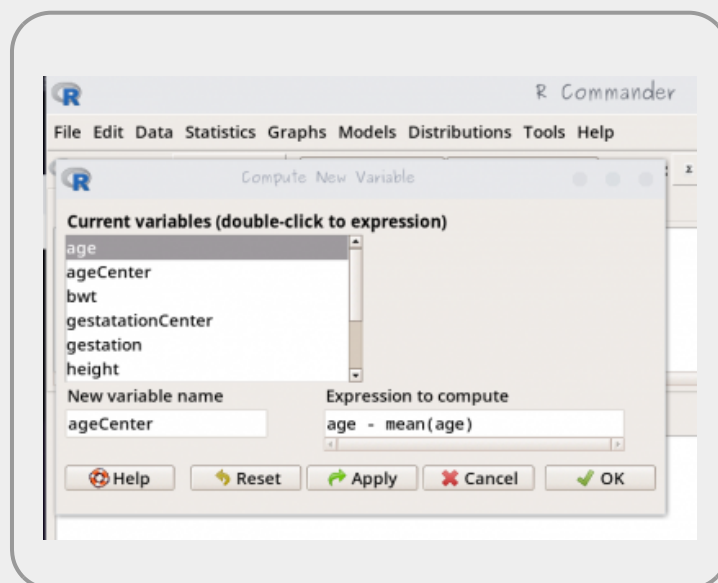 R Commander
File Edit Data Statistics Graphs Models Distributions Tools Help
Compute New Variable
Current variables (double-click to expression)
age
ageCenter
bwt
gestatationCenter
gestation
height
New variable name
Expression to compute
ageCenter
age - mean(age)
Help Reset Apply Cancel OK